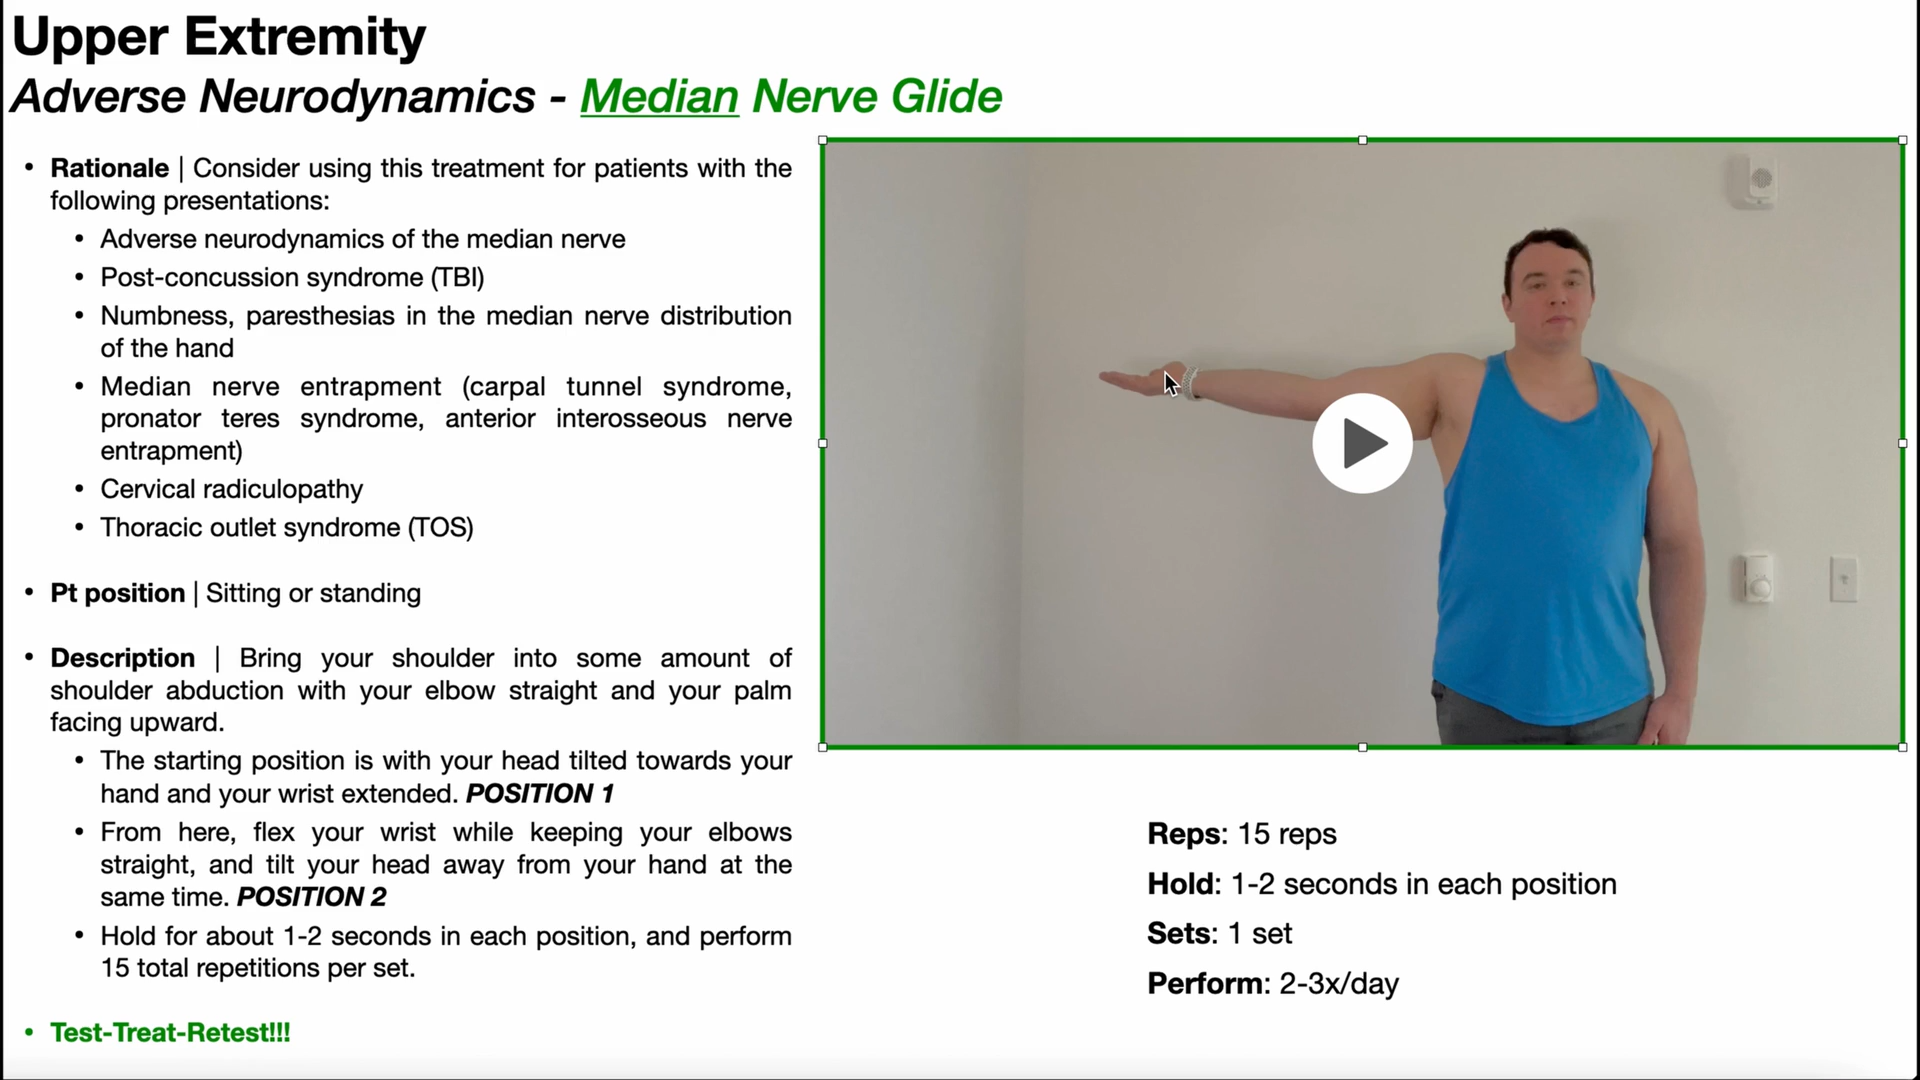 Upper Extremity
Adverse Neurodynamics - Median Nerve Glide
• Rationale | Consider using this treatment for patients with the
following presentations:
• Adverse neurodynamics of the median nerve
• Post-concussion syndrome (TBI)
• Numbness, paresthesias in the median nerve distribution
of the hand
• Median nerve entrapment (carpal tunnel syndrome,
pronator teres syndrome, anterior interosseous nerve
entrapment)
• Cervical radiculopathy
• Thoracic outlet syndrome (TOS)
• Pt position | Sitting or standing
• Description | Bring your shoulder into some amount of
shoulder abduction with your elbow straight and your palm
facing upward.
• The starting position is with your head tilted towards your
hand and your wrist extended. POSITION 1
• From here, flex your wrist while keeping your elbows
straight, and tilt your head away from your hand at the
same time. POSITION 2
• Hold for about 1-2 seconds in each position, and perform
15 total repetitions per set.
• Test-Treat-Retest!!!
Reps: 15 reps
Hold: 1-2 seconds in each position
Sets: 1 set
Perform: 2-3x/day